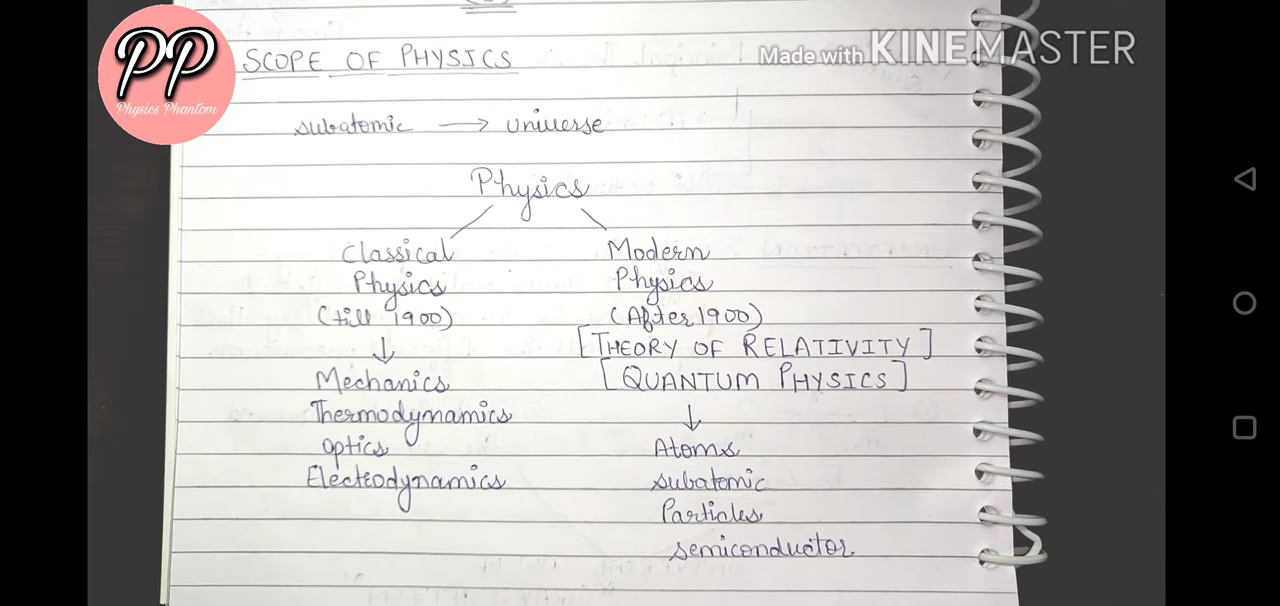 PP
Physics Phantom
Made with KINEMASTER
SCOPE OF PHYSICS
subatomic → universe
Physics
Classical Modern
Physics Physics
(till 1900) (After 1900)
[THEORY OF RELATIVITY]
↓ [QUANTUM PHYSICS]
Mechanics ↓
Thermodynamics
optics Atoms
Electrodynamics subatomic
Particles
semiconductor